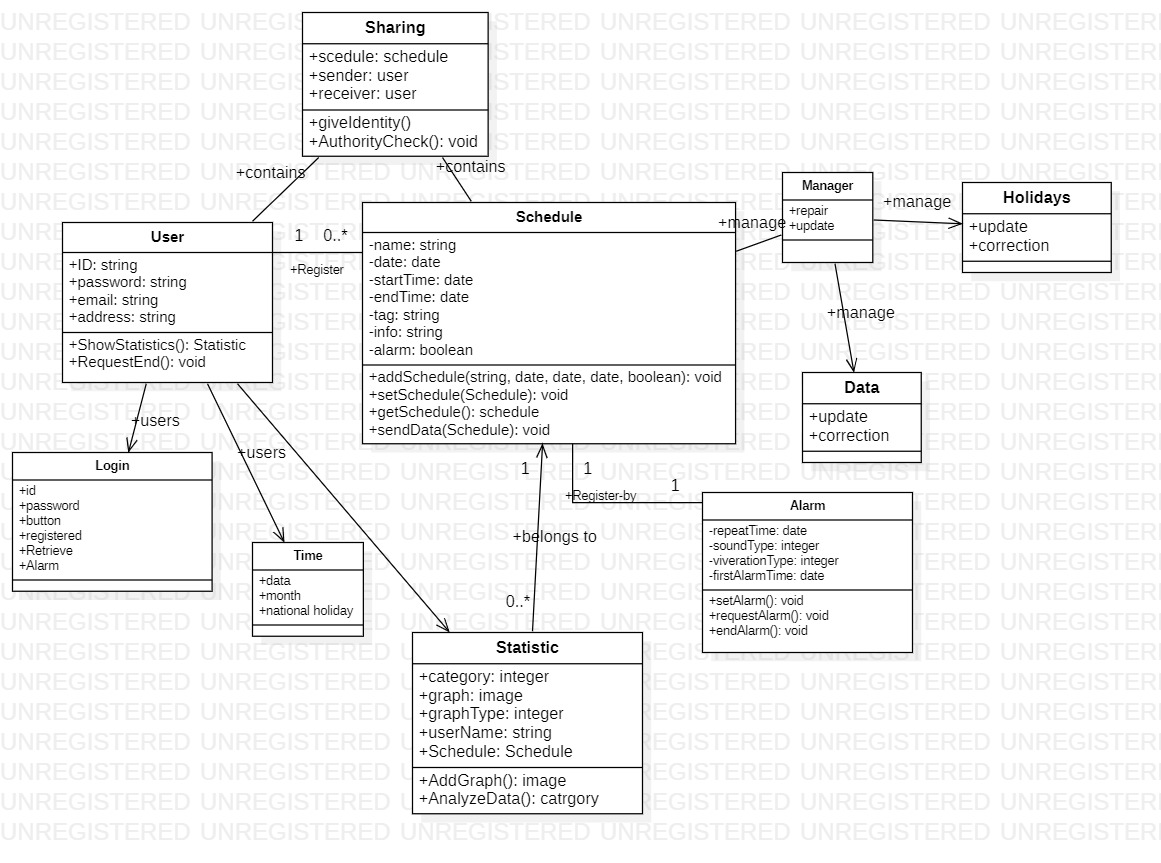 Sharing
+scedule: schedule
+sender: user
+receiver: user
+giveIdentity()
+AuthorityCheck(): void
+contains
+contains
User
+ID: string
+password: string
+email: string
+address: string
+ShowStatistics(): Statistic
+RequestEnd(): void
1
0..*
+Register
Schedule
-name: string
-date: date
-startTime: date
-endTime: date
-tag: string
-info: string
-alarm: boolean
+addSchedule(string, date, date, date, boolean): void
+setSchedule(Schedule): void
+getSchedule(): schedule
+sendData(Schedule): void
+manage
Manager
+repair
+update
+manage
Holidays
+update
+correction
+manage
Data
+update
+correction
+users
Login
+id
+password
+button
+registered
+Retrieve
+Alarm
+users
Time
+data
+month
+national holiday
1
+belongs to
0..*
1
+Register-by
1
Alarm
-repeatTime: date
-soundType: integer
-viverationType: integer
-firstAlarmTime: date
+setAlarm(): void
+requestAlarm(): void
+endAlarm(): void
Statistic
+category: integer
+graph: image
+graphType: integer
+userName: string
+Schedule: Schedule
+AddGraph(): image
+AnalyzeData(): catrgory
UNREGISTERED